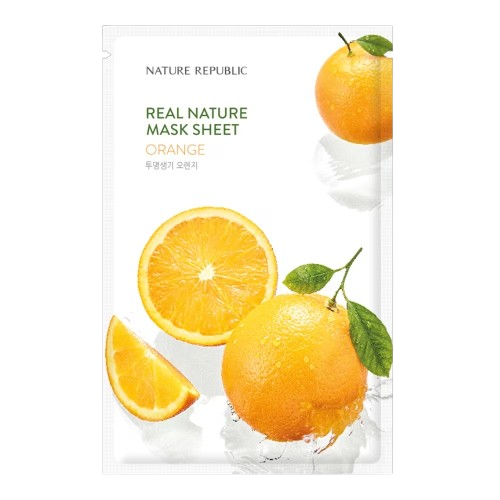 NATURE REPUBLIC
REAL NATURE
MASK SHEET
ORANGE
투명생기 오렌지